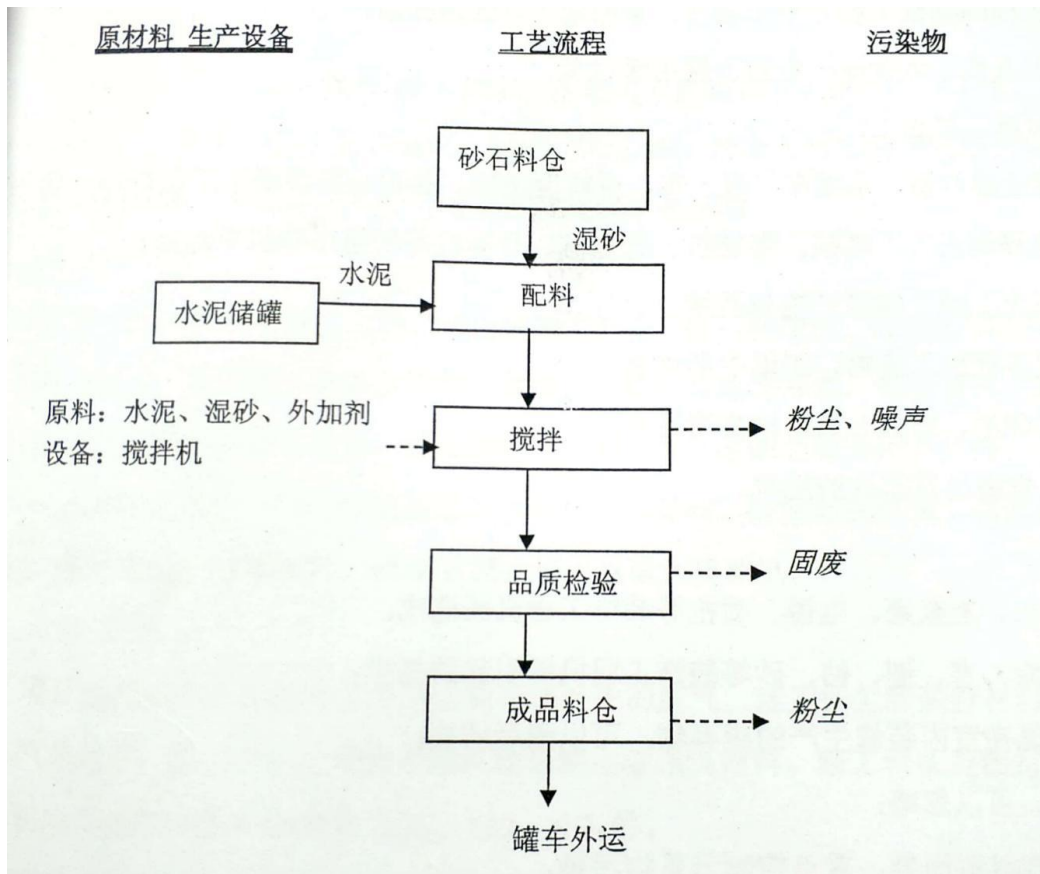 原材料 生产设备
工艺流程
污染物
砂石料仓
湿砂
水泥
水泥储罐
配料
原料：水泥、湿砂、外加剂
设备：搅拌机
搅拌
粉尘、噪声
品质检验
固废
成品料仓
粉尘
罐车外运